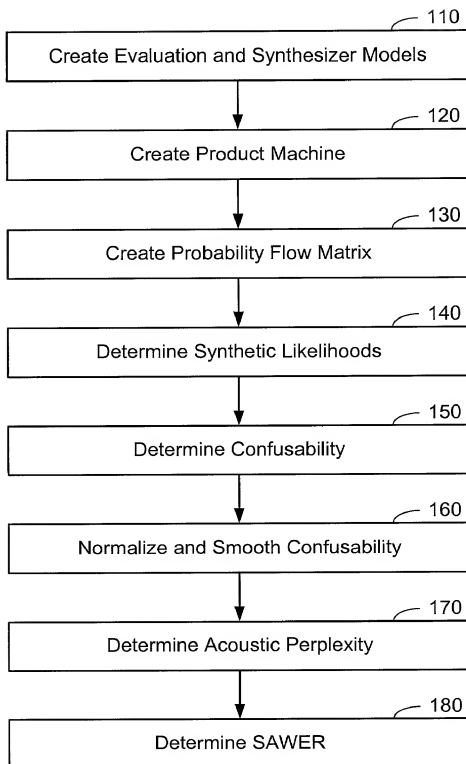 110
Create Evaluation and Synthesizer Models
120
Create Product Machine
130
Create Probability Flow Matrix
140
Determine Synthetic Likelihoods
150
Determine Confusability
160
Normalize and Smooth Confusability
170
Determine Acoustic Perplexity
180
Determine SAWER